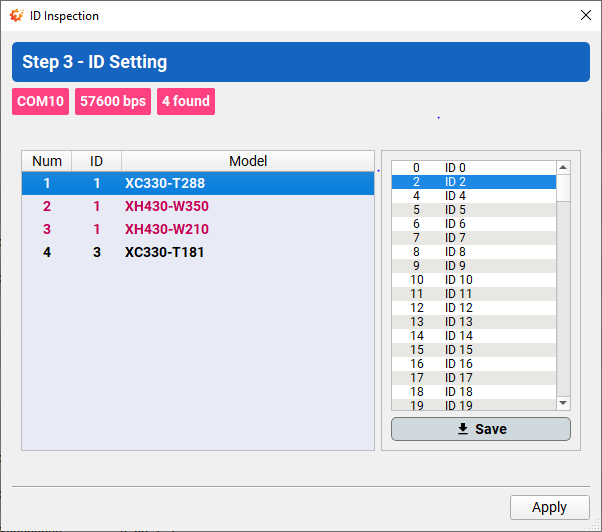 ID Inspection
Step 3 - ID Setting
COM10 57600 bps 4 found
Num ID Model
1 1 XC330-T288
2 1 XH430-W350
3 1 XH430-W210
4 3 XC330-T181
0 ID 0
2 ID 2
4 ID 4
5 ID 5
6 ID 6
7 ID 7
8 ID 8
9 ID 9
10 ID 10
11 ID 11
12 ID 12
13 ID 13
14 ID 14
15 ID 15
16 ID 16
17 ID 17
18 ID 18
19 ID 19
Save
Apply